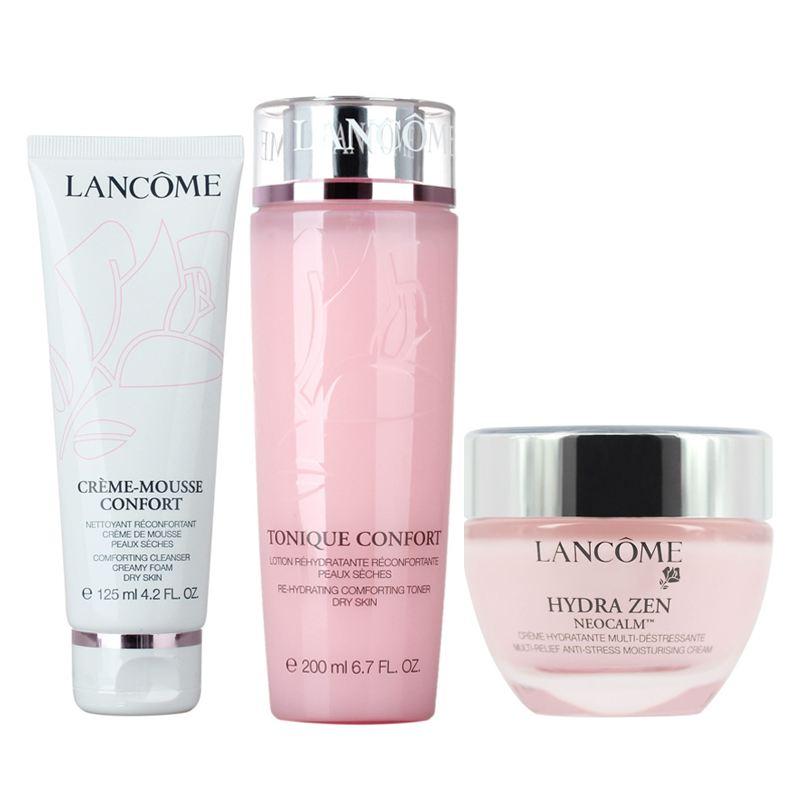 LANCÔME
CRÈME-MOUSSE
CONFORT
NETTOYANT RÉCONFORTANT
CRÈME DE MOUSSE
PEAUX SÈCHES
COMFORTING CLEANSER
CREAMY FOAM
DRY SKIN
e 125 ml 4.2 FL. OZ.
LANCÔME
TONIQUE CONFORT
LOTION RÉHYDRATANTE RÉCONFORTANTE
PEAUX SÈCHES
RE-HYDRATING COMFORTING TONER
DRY SKIN
e 200 ml 6.7 FL. OZ.
LANCÔME
HYDRA ZEN
NEOCALM™
CRÈME HYDRATANTE MULTI-DÉSTRESSANTE
MULTI-RELIEF ANTI-STRESS MOISTURISING CREAM